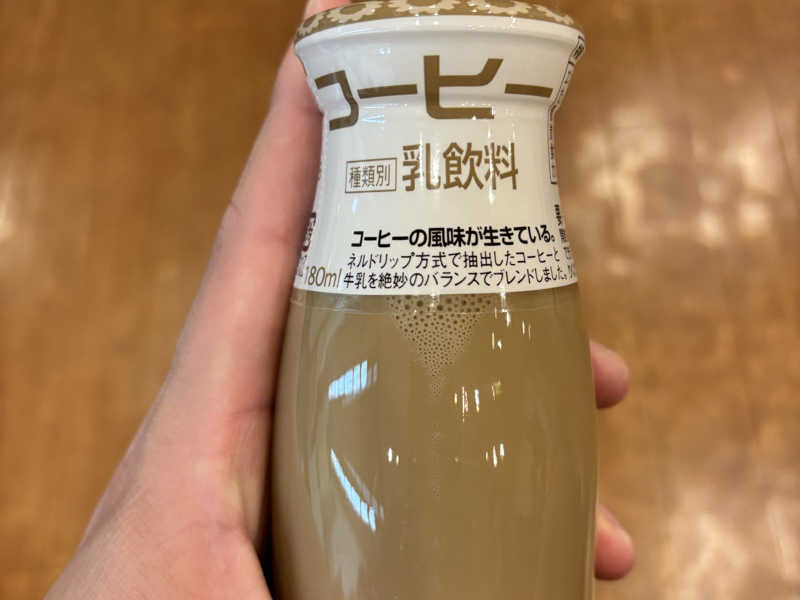 コーヒー
種類別 乳飲料
コーヒーの風味が生きている。
ネルドリップ方式で抽出したコーヒーと
180ml 牛乳を絶妙のバランスでブレンドしました。